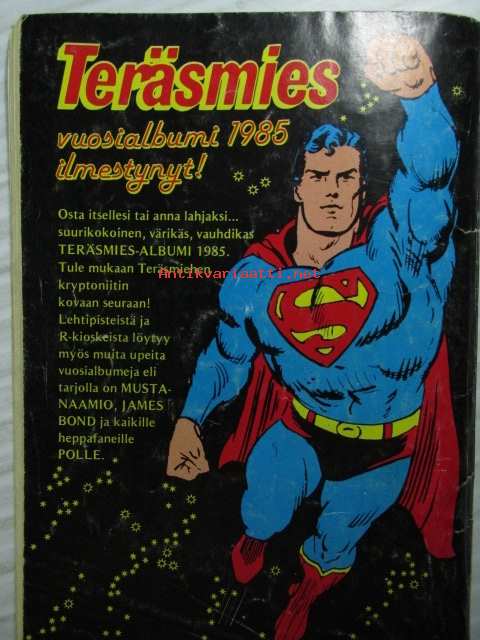 Teräsmies
vuosialbumi 1985
ilmestynyt!
Osta itsellesi tai anna lahjaksi...
suurikokoinen, värikäs, vauhdikas
TERÄSMIES-ALBUMI 1985.
Tule mukaan Teräsmiehen
kryptoniitin
kovaan seuraan!
Lehtipisteistä ja
R-kioskeista löytyy
myös muita upeita
vuosialbumeja eli
tarjolla on MUSTA-
NAAMIO, JAMES
BOND ja kaikille
heppafaneille
POLLE.
Antikvariaatti.net
S